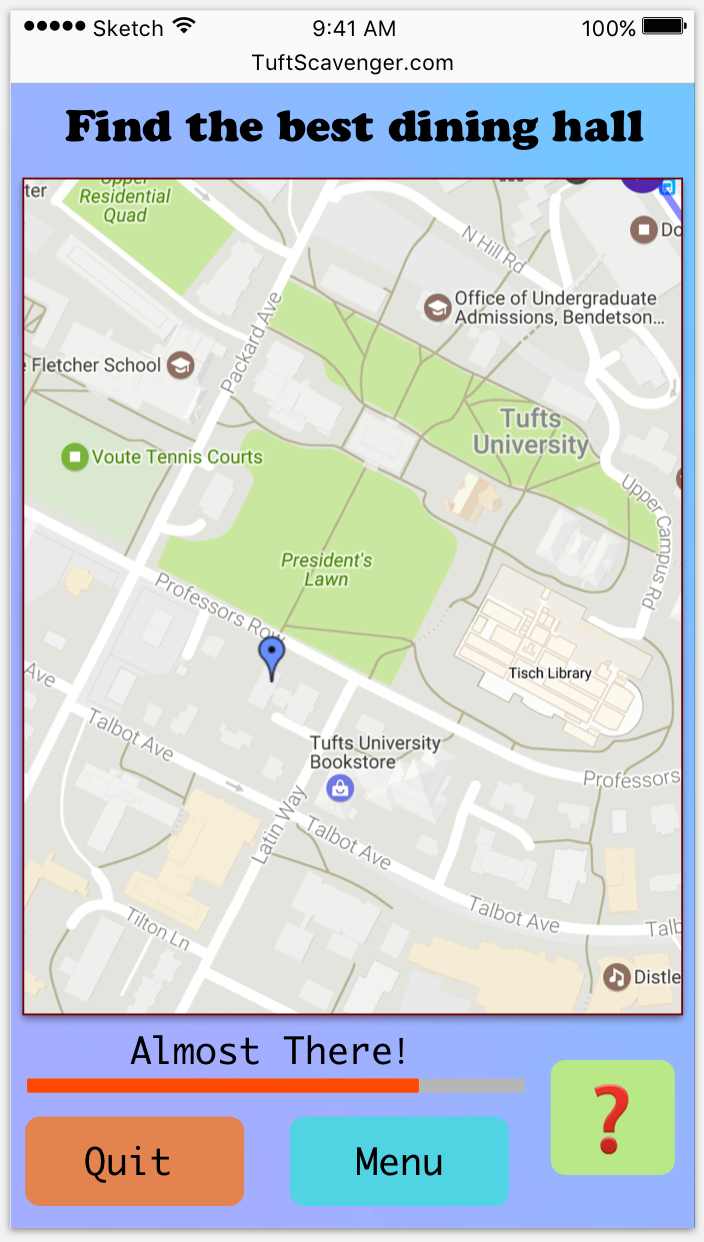 Sketch 9:41 AM 100%
TuftScavenger.com
Find the best dining hall
Upper
Residential
Quad
ter
N Hill Rd
Do
Office of Undergraduate
Admissions, Bendetson...
Packard Ave
Fletcher School
Tufts
University
Voute Tennis Courts
Upper Campus Rd
President's
Lawn
Professors Row
Tisch Library
Ave
Talbot Ave
Tufts University
Bookstore
Professors
Latin Way
Talbot Ave
Talbot Ave
Talb
Tilton Ln
Distle
Almost There!
?
Quit
Menu